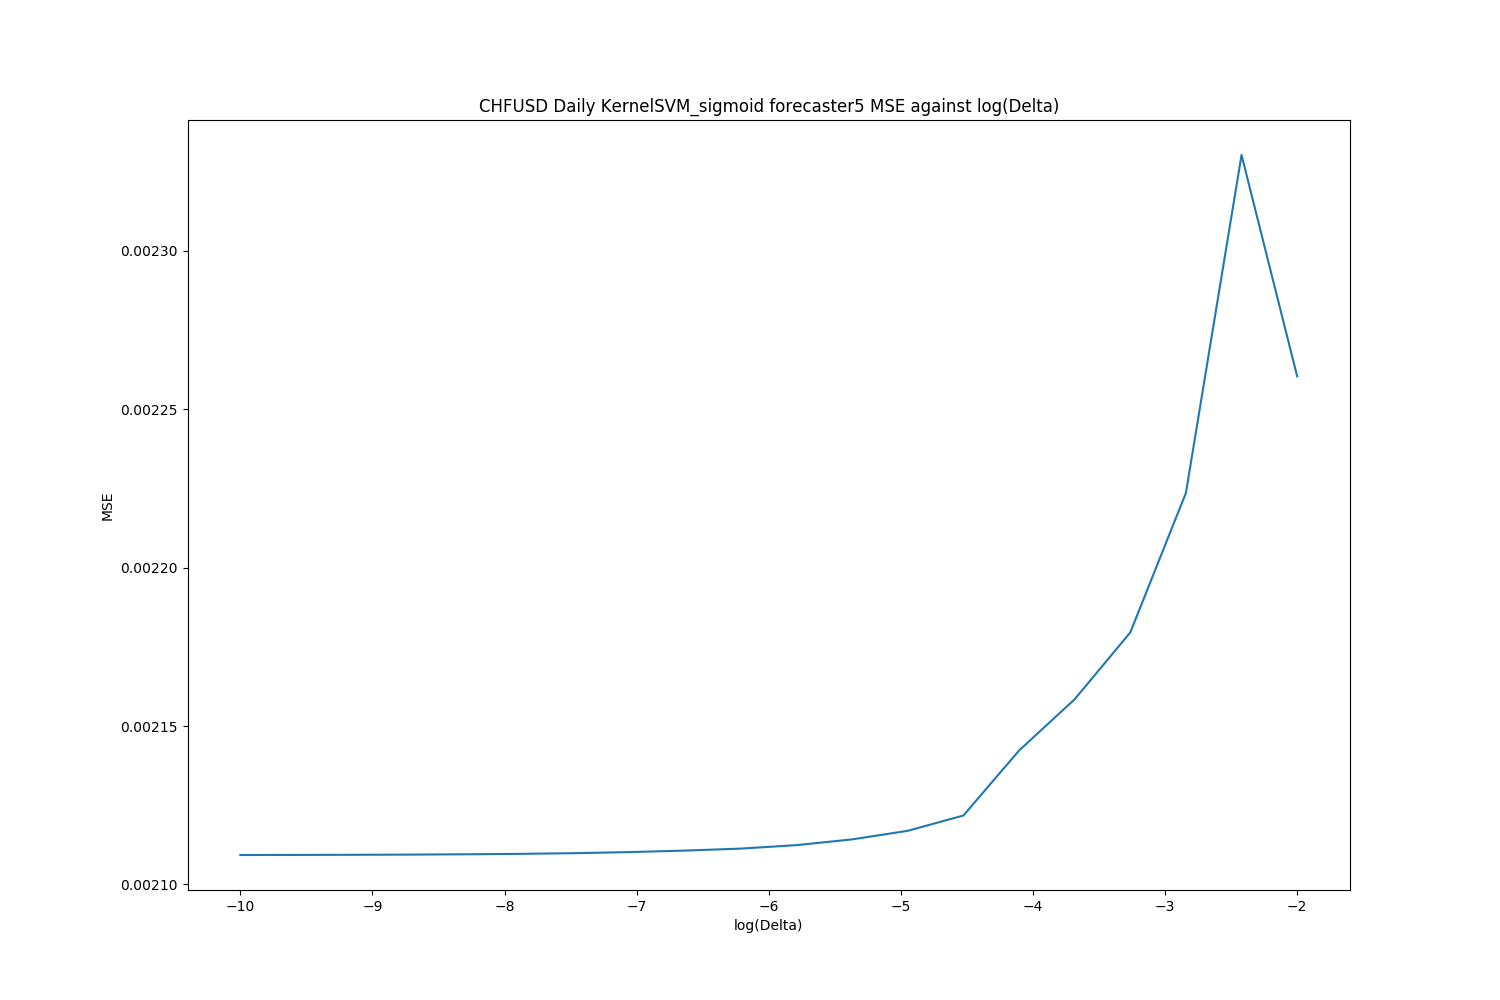 CHFUSD Daily KernelSVM_sigmoid forecaster5 MSE against log(Delta)
0.00230
0.00225
0.00220
0.00215
0.00210
MSE
−10 −9 −8 −7 −6 −5 −4 −3 −2
log(Delta)